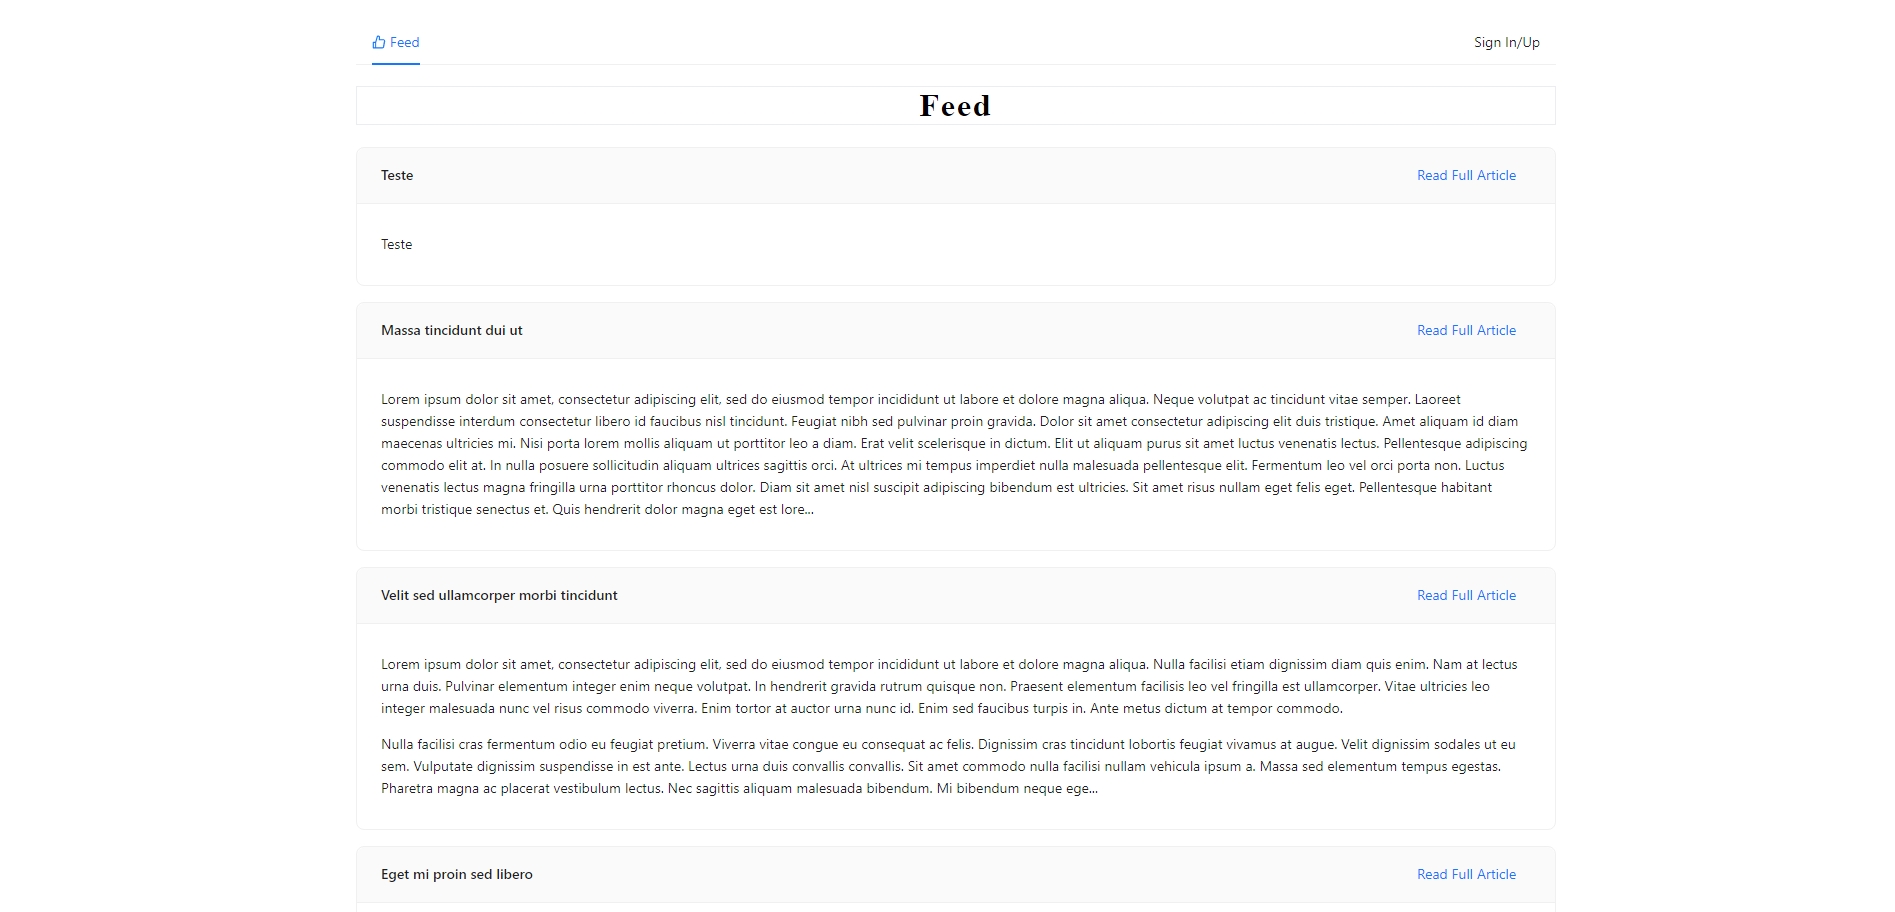 Feed
Sign In/Up
Feed
Teste
Read Full Article
Teste
Massa tincidunt dui ut
Read Full Article
Lorem ipsum dolor sit amet, consectetur adipiscing elit, sed do eiusmod tempor incididunt ut labore et dolore magna aliqua. Neque volutpat ac tincidunt vitae semper. Laoreet
suspendisse interdum consectetur libero id faucibus nisl tincidunt. Feugiat nibh sed pulvinar proin gravida. Dolor sit amet consectetur adipiscing elit duis tristique. Amet aliquam id diam
maecenas ultricies mi. Nisi porta lorem mollis aliquam ut porttitor leo a diam. Erat velit scelerisque in dictum. Elit ut aliquam purus sit amet luctus venenatis lectus. Pellentesque adipiscing
commodo elit at. In nulla posuere sollicitudin aliquam ultrices sagittis orci. At ultrices mi tempus imperdiet nulla malesuada pellentesque elit. Fermentum leo vel orci porta non. Luctus
venenatis lectus magna fringilla urna porttitor rhoncus dolor. Diam sit amet nisl suscipit adipiscing bibendum est ultricies. Sit amet risus nullam eget felis eget. Pellentesque habitant
morbi tristique senectus et. Quis hendrerit dolor magna eget est lore...
Velit sed ullamcorper morbi tincidunt
Read Full Article
Lorem ipsum dolor sit amet, consectetur adipiscing elit, sed do eiusmod tempor incididunt ut labore et dolore magna aliqua. Nulla facilisi etiam dignissim diam quis enim. Nam at lectus
urna duis. Pulvinar elementum integer enim neque volutpat. In hendrerit gravida rutrum quisque non. Praesent elementum facilisis leo vel fringilla est ullamcorper. Vitae ultricies leo
integer malesuada nunc vel risus commodo viverra. Enim tortor at auctor urna nunc id. Enim sed faucibus turpis in. Ante metus dictum at tempor commodo.
Nulla facilisi cras fermentum odio eu feugiat pretium. Viverra vitae congue eu consequat ac felis. Dignissim cras tincidunt lobortis feugiat vivamus at augue. Velit dignissim sodales ut eu
sem. Vulputate dignissim suspendisse in est ante. Lectus urna duis convallis convallis. Sit amet commodo nulla facilisi nullam vehicula ipsum a. Massa sed elementum tempus egestas.
Pharetra magna ac placerat vestibulum lectus. Nec sagittis aliquam malesuada bibendum. Mi bibendum neque ege...
Eget mi proin sed libero
Read Full Article